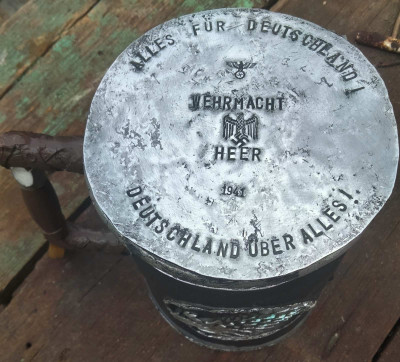 ALLES FÜR DEUTSCHLAND!
WEHRMACHT
HEER
1941
DEUTSCHLAND ÜBER ALLES!